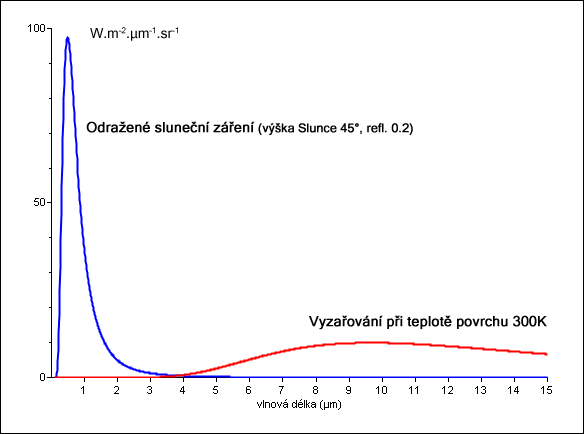 100
W.m-2.µm-1.sr-1
Odražené sluneční záření (výška Slunce 45°, refl. 0.2)
50
Vyzařování při teplotě povrchu 300K
0
1 2 3 4 5 6 7 8 9 10 11 12 13 14 15
vlnová délka (µm)